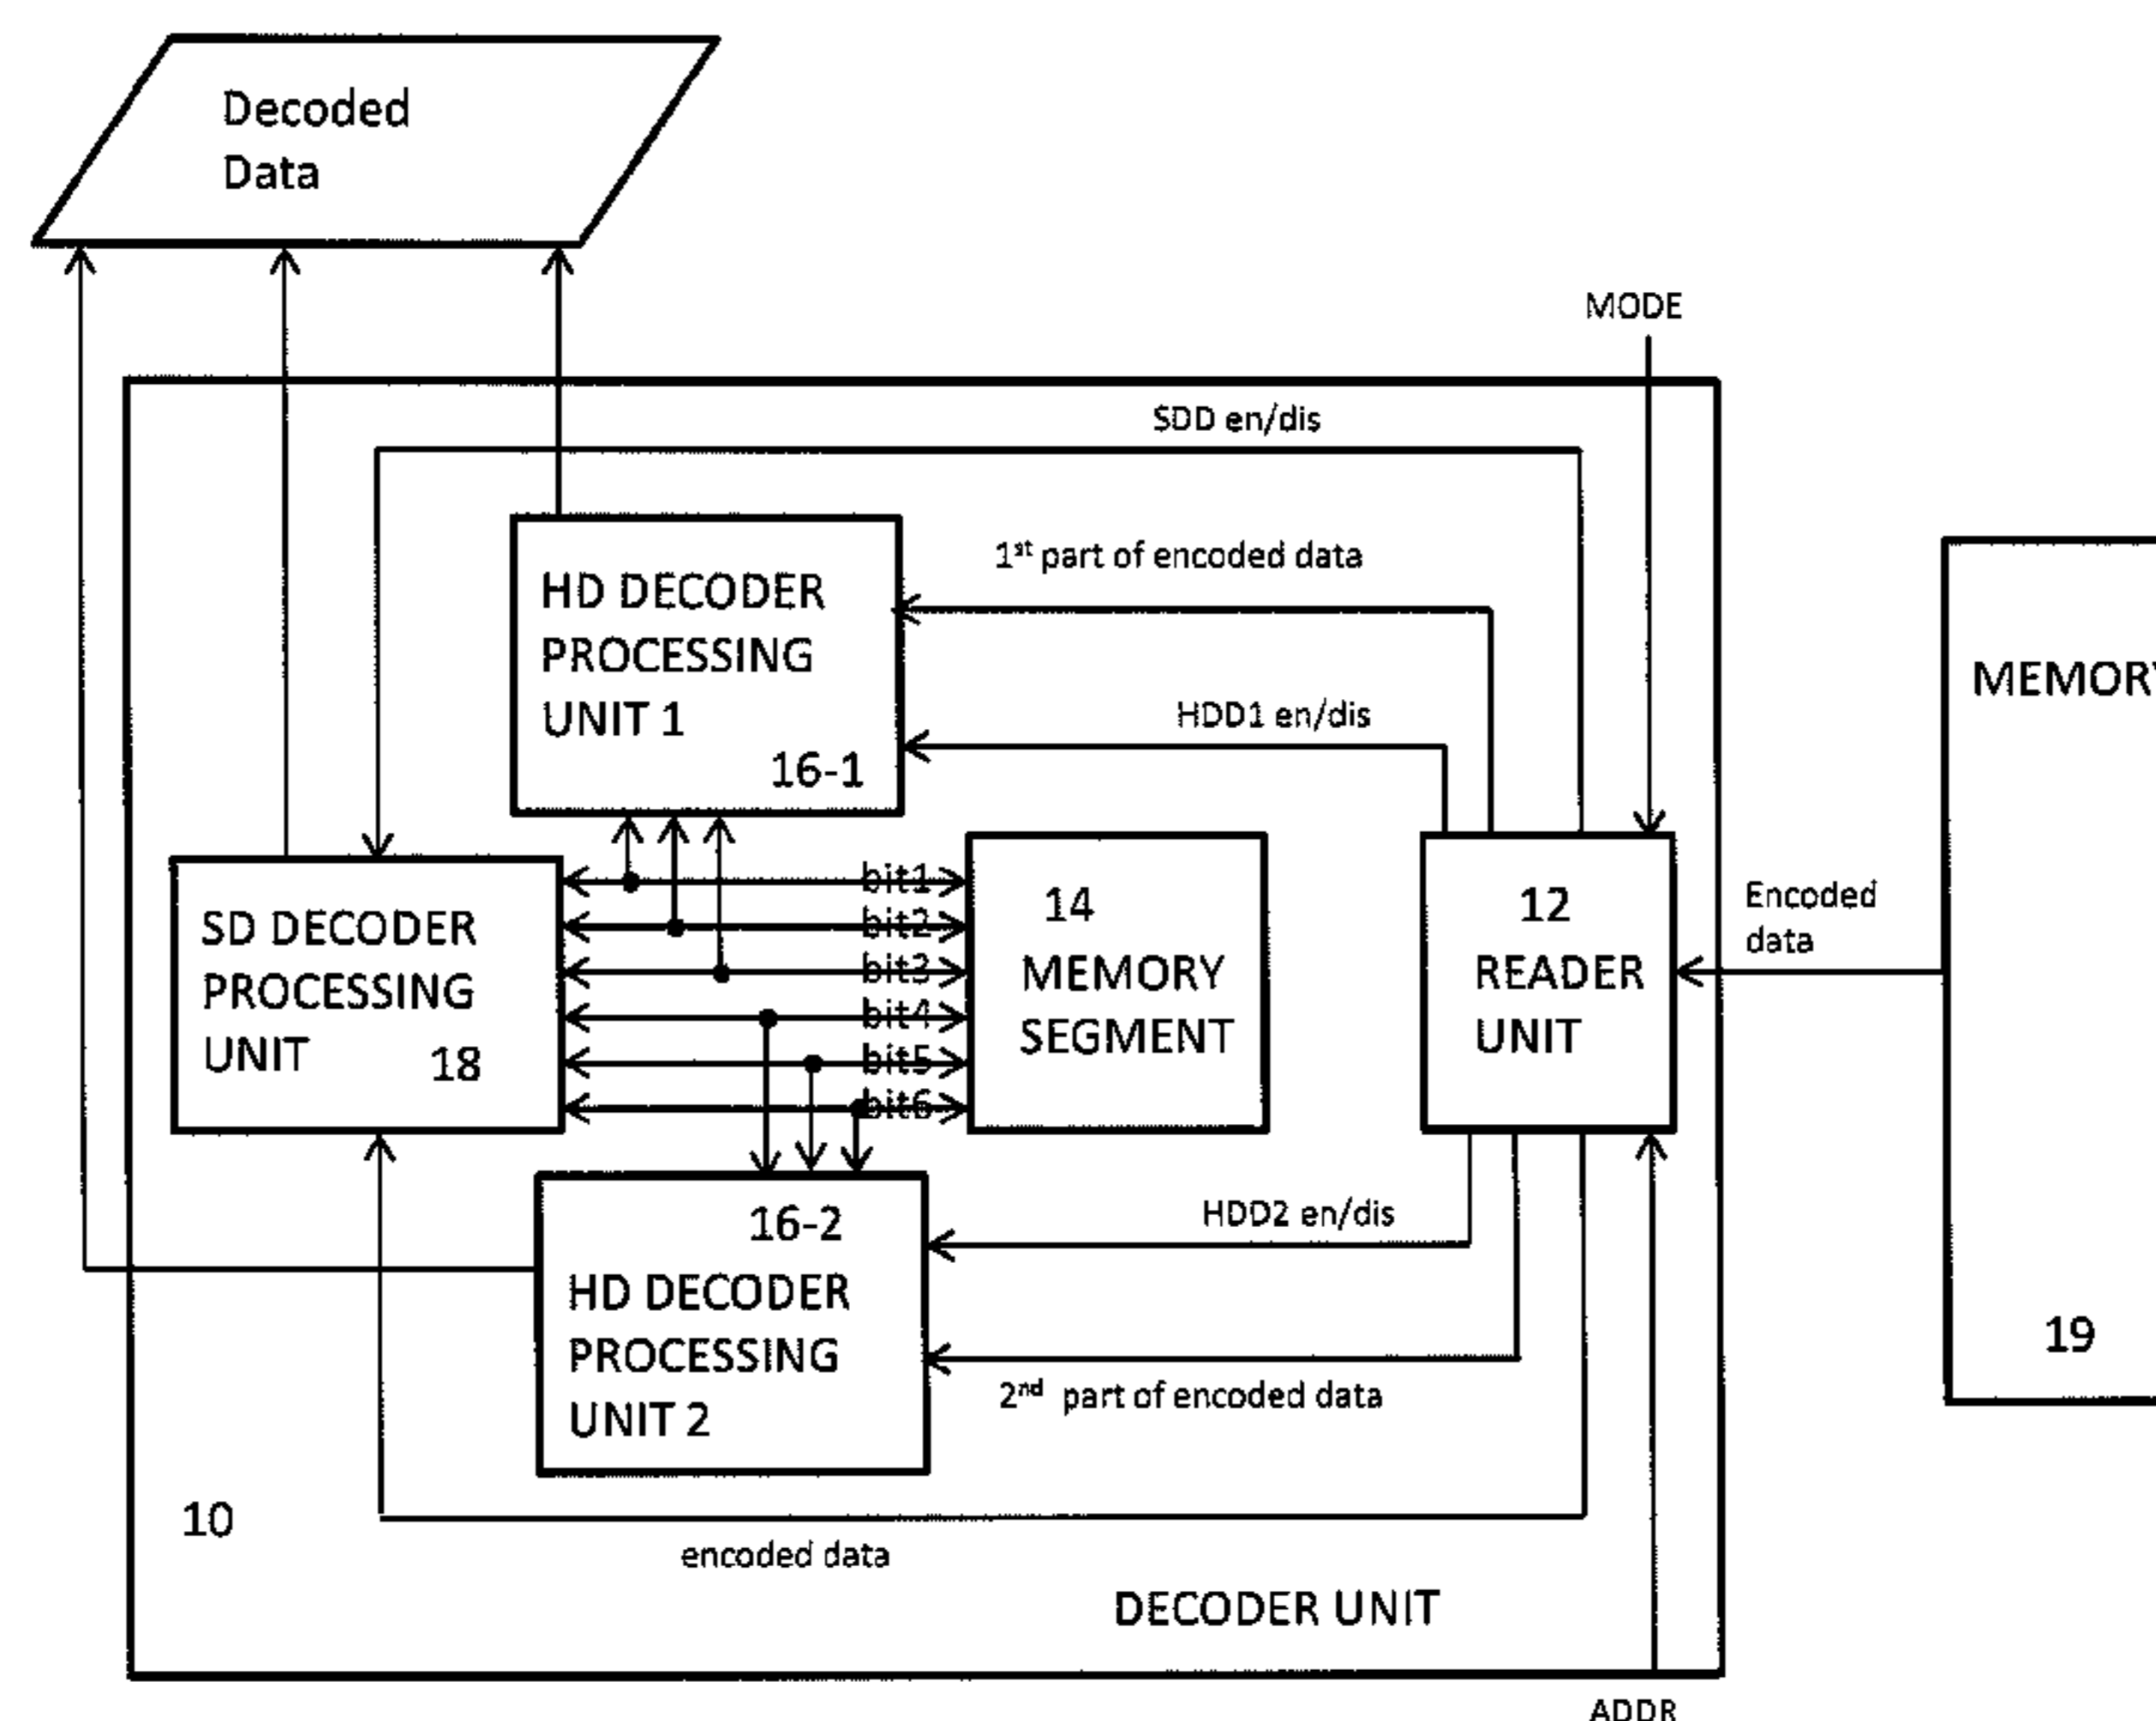 Decoded
Data
MODE
SDD en/dis
1st part of encoded data
HD DECODER
PROCESSING
UNIT 1
16-1
HDD1 en/dis
MEMORY
bit1
bit2
bit3
bit4
bit5
bit6
SD DECODER
PROCESSING
UNIT
18
14
MEMORY
SEGMENT
12
READER
UNIT
Encoded
data
16-2
HD DECODER
PROCESSING
UNIT 2
HDD2 en/dis
2nd part of encoded data
19
10
encoded data
DECODER UNIT
ADDR